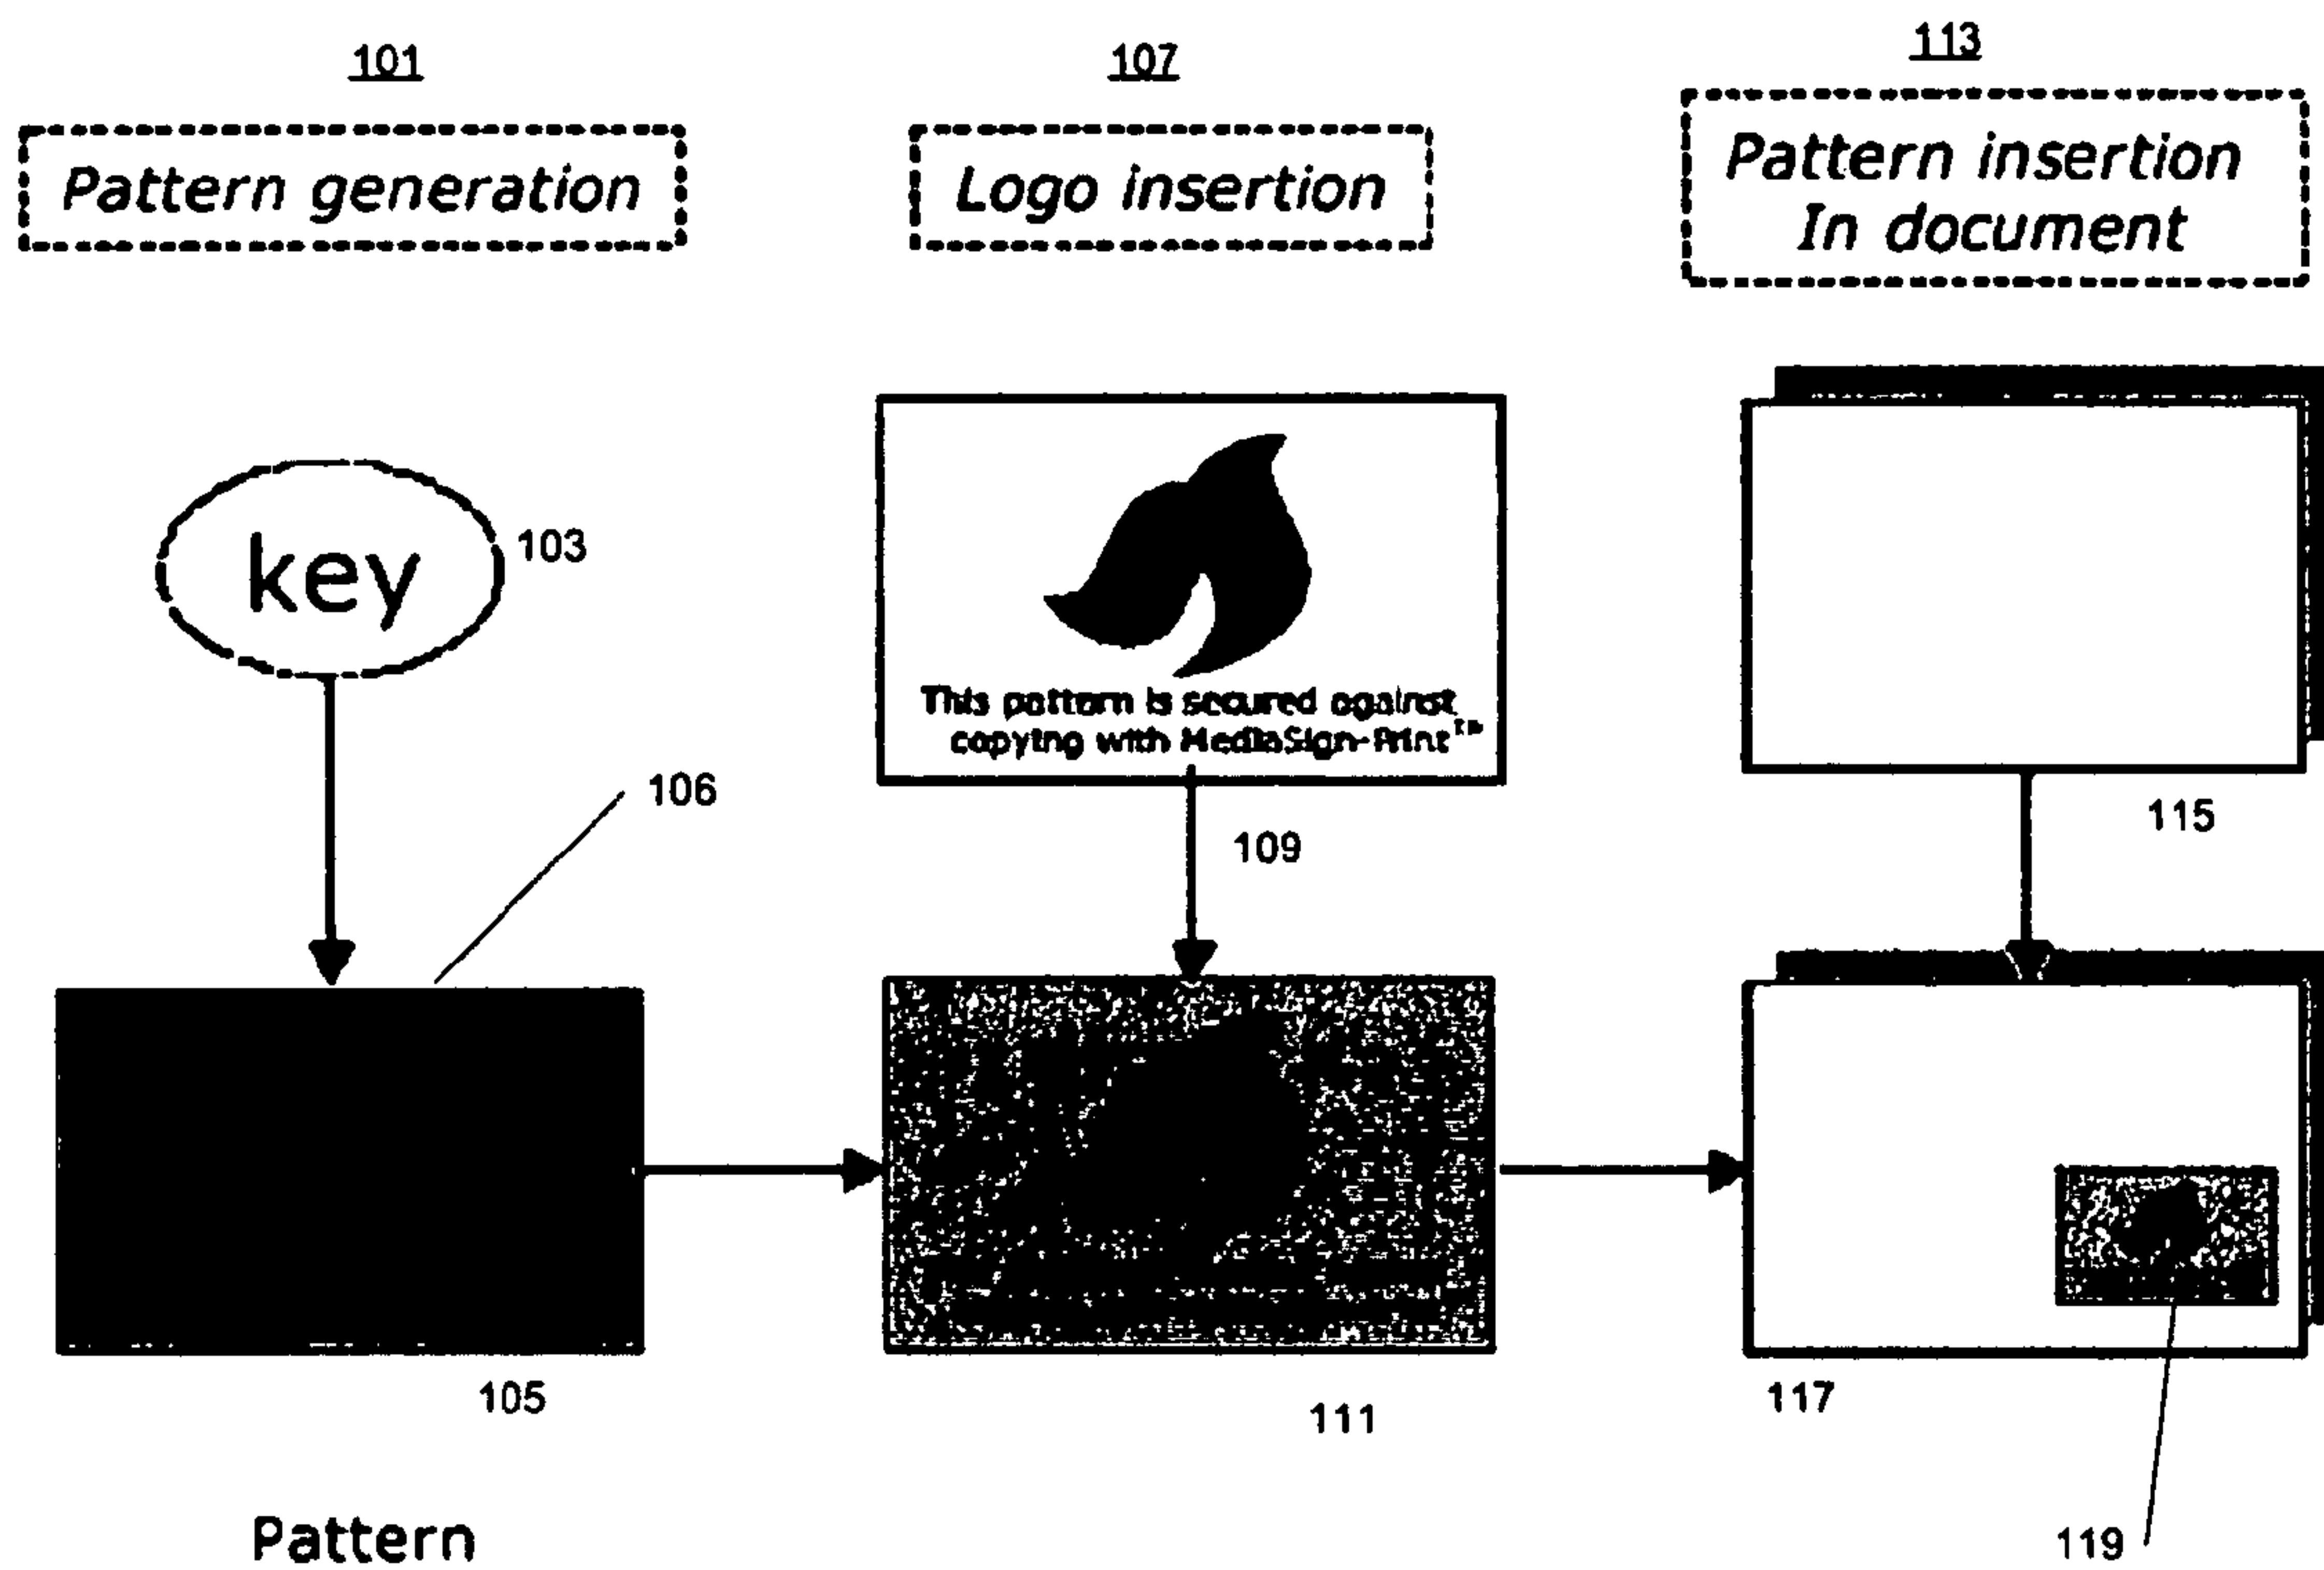 101
107
113
Pattern generation
Logo insertion
Pattern insertion
In document
key
103
This pattern is secured against
copying with MediaSign-Print™
106
109
115
105
111
117
Pattern
119